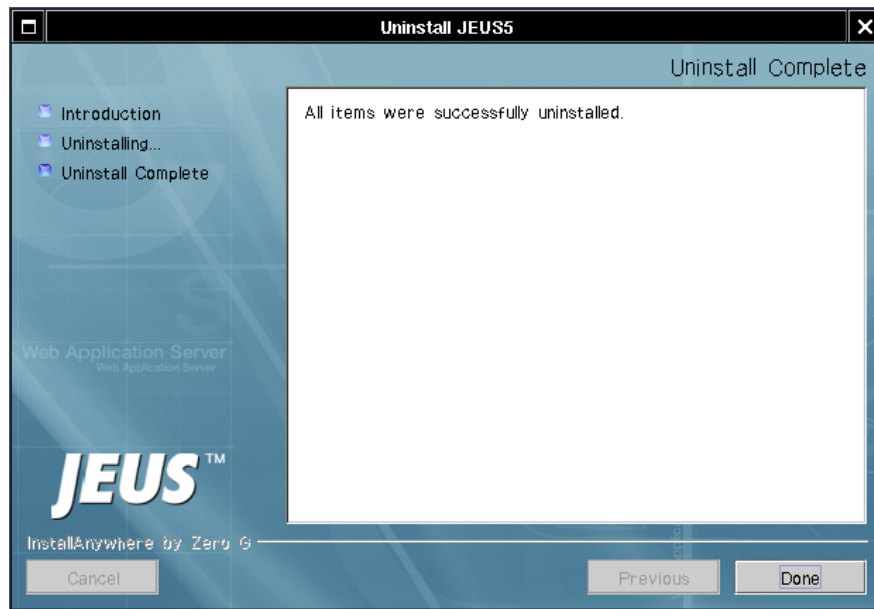 Uninstall JEUS5
Uninstall Complete
Introduction
Uninstalling...
Uninstall Complete
All items were successfully uninstalled.
Web Application Server
Web Application Server
JEUS™
InstallAnywhere by Zero G
Cancel
Previous
Done